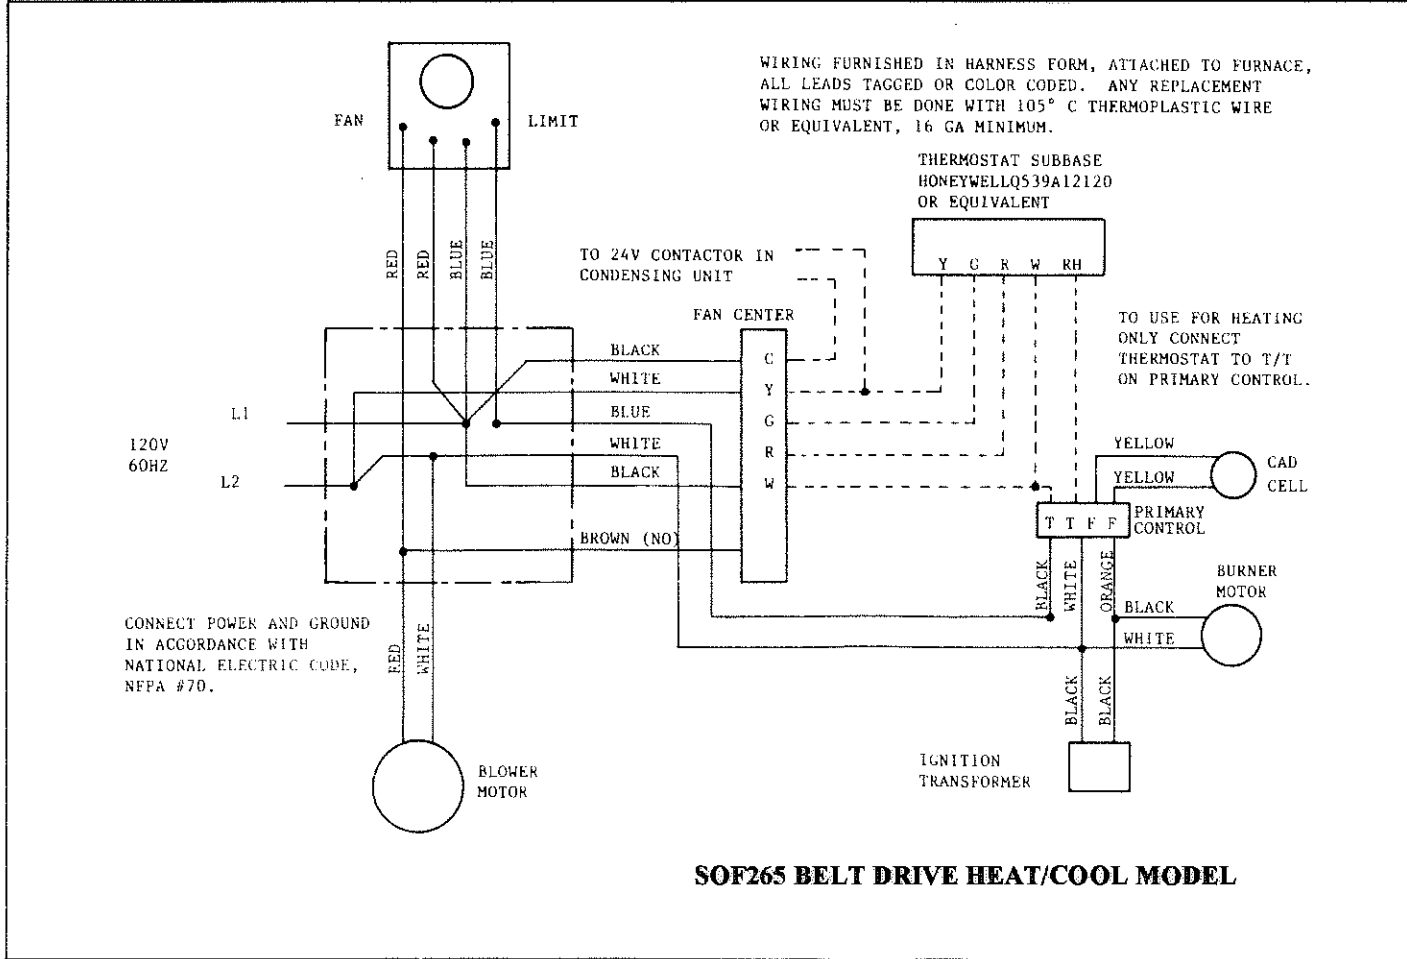 WIRING FURNISHED IN HARNESS FORM, ATTACHED TO FURNACE,
ALL LEADS TAGGED OR COLOR CODED. ANY REPLACEMENT
WIRING MUST BE DONE WITH 105° C THERMOPLASTIC WIRE
OR EQUIVALENT, 16 GA MINIMUM.
FAN
LIMIT
THERMOSTAT SUBBASE
HONEYWELLQ539A12120
OR EQUIVALENT
RED
RED
BLUE
BLUE
TO 24V CONTACTOR IN
CONDENSING UNIT
Y G R W RH
FAN CENTER
TO USE FOR HEATING
ONLY CONNECT
THERMOSTAT TO T/T
ON PRIMARY CONTROL.
BLACK
C
WHITE
Y
L1
BLUE
G
120V
60HZ
WHITE
R
L2
BLACK
W
YELLOW
YELLOW
CAD
CELL
T T F F
PRIMARY
CONTROL
BROWN (NO)
BLACK
WHITE
ORANGE
BURNER
MOTOR
BLACK
WHITE
CONNECT POWER AND GROUND
IN ACCORDANCE WITH
NATIONAL ELECTRIC CODE,
NFPA #70.
RED
WHITE
BLACK
BLACK
BLOWER
MOTOR
IGNITION
TRANSFORMER
SOF265 BELT DRIVE HEAT/COOL MODEL